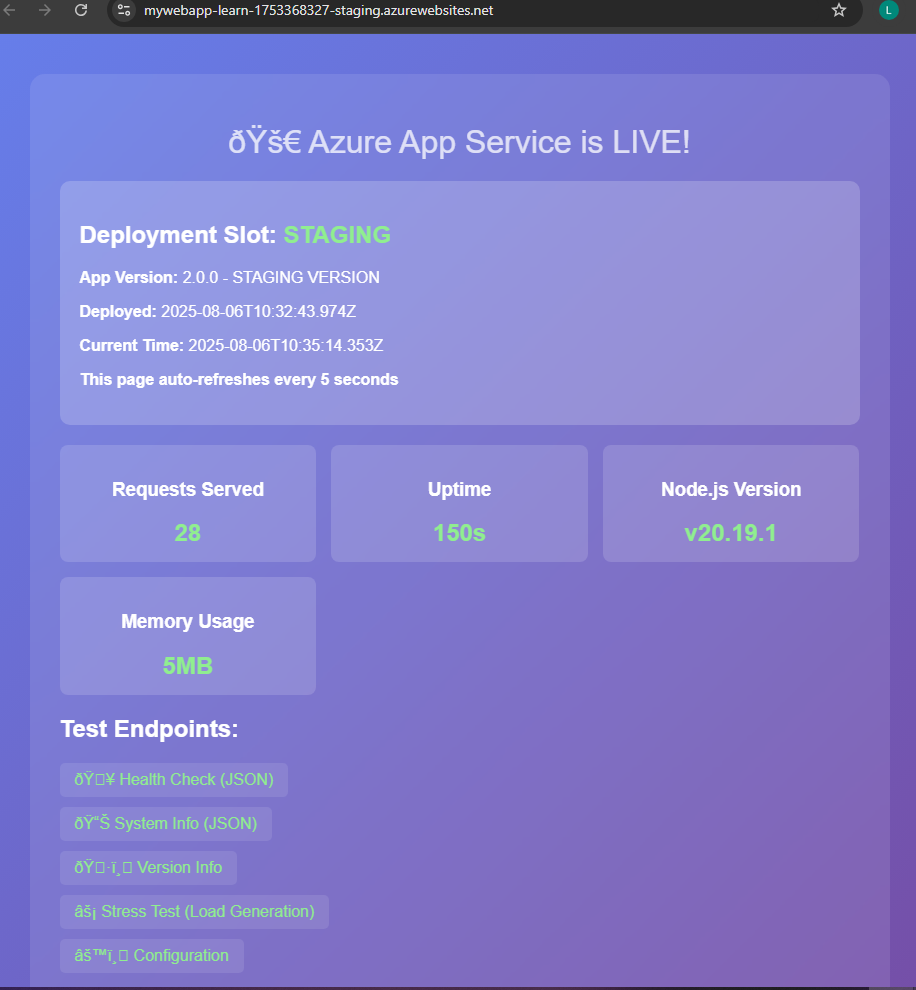 mywebapp-learn-1753368327-staging.azurewebsites.net
L
🚀 Azure App Service is LIVE!
Deployment Slot: STAGING
App Version: 2.0.0 - STAGING VERSION
Deployed: 2025-08-06T10:32:43.974Z
Current Time: 2025-08-06T10:35:14.353Z
This page auto-refreshes every 5 seconds
Requests Served
28
Uptime
150s
Node.js Version
v20.19.1
Memory Usage
5MB
Test Endpoints:
ðŸ□¥ Health Check (JSON)
ðŸ“Š System Info (JSON)
ðŸ□·ï¸□ Version Info
âš¡ Stress Test (Load Generation)
âš™ï¸□ Configuration